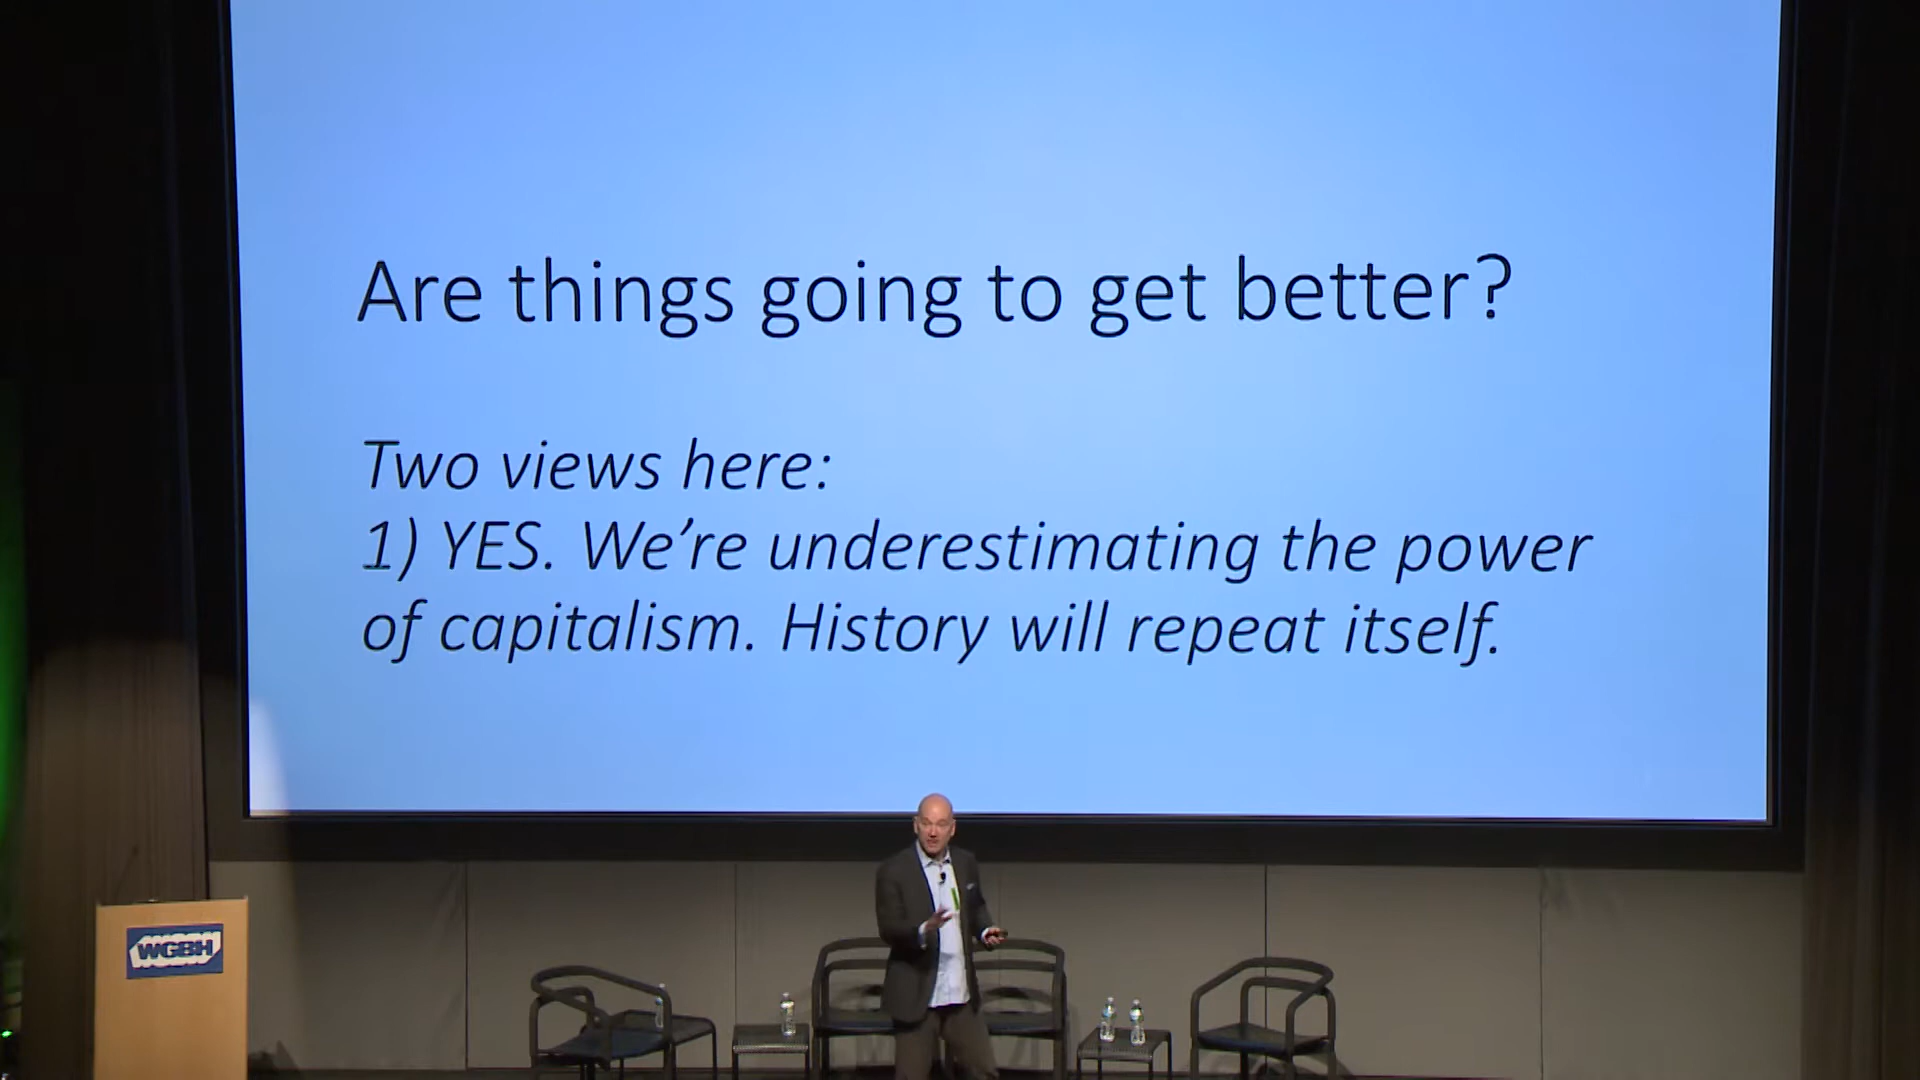 Are things going to get better?
Two views here:
1) YES. We’re underestimating the power
of capitalism. History will repeat itself.
WGBH